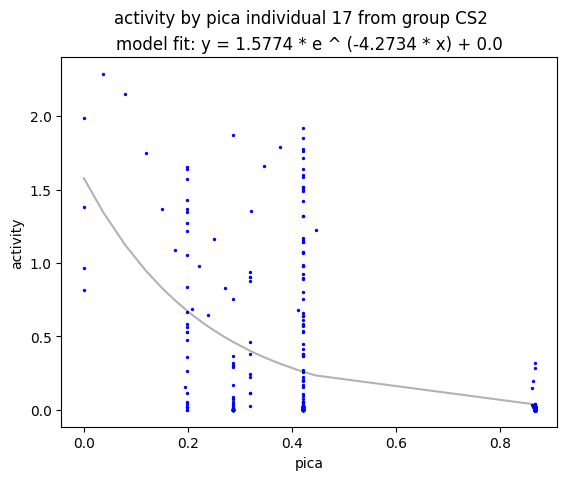 activity by pica individual 17 from group CS2
model fit: y = 1.5774 * e ^ (-4.2734 * x) + 0.0
2.0
1.5
1.0
0.5
0.0
activity
0.0 0.2 0.4 0.6 0.8
pica